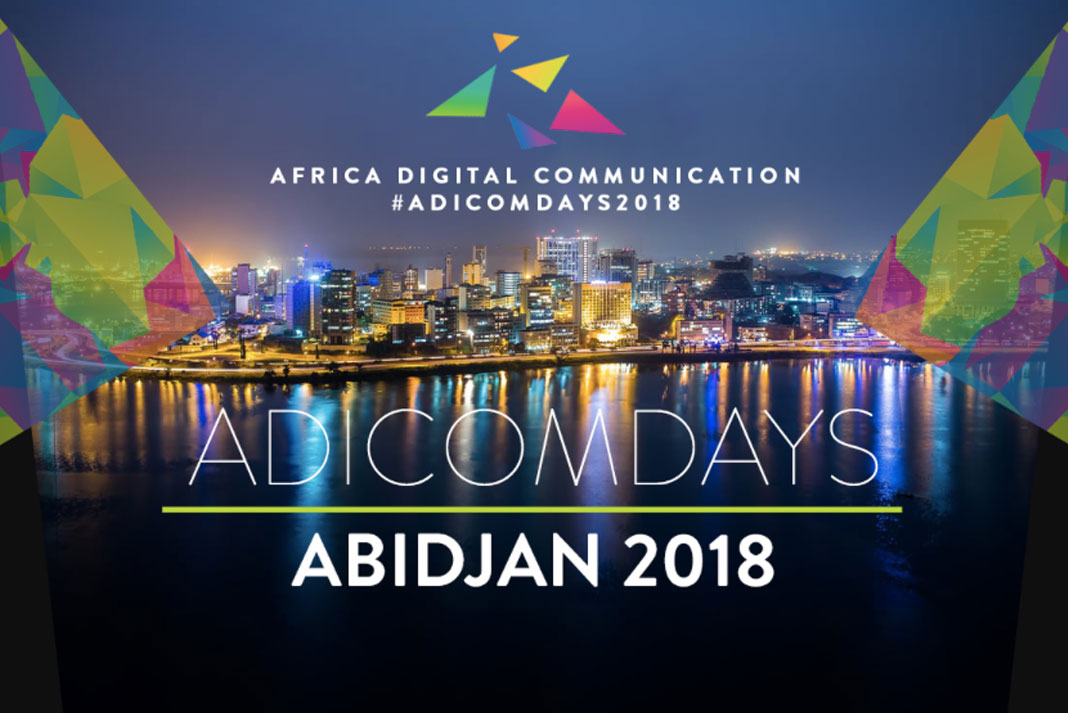 AFRICA DIGITAL COMMUNICATION
#ADICOMDAYS2018
ADICOMDAYS
ABIDJAN 2018